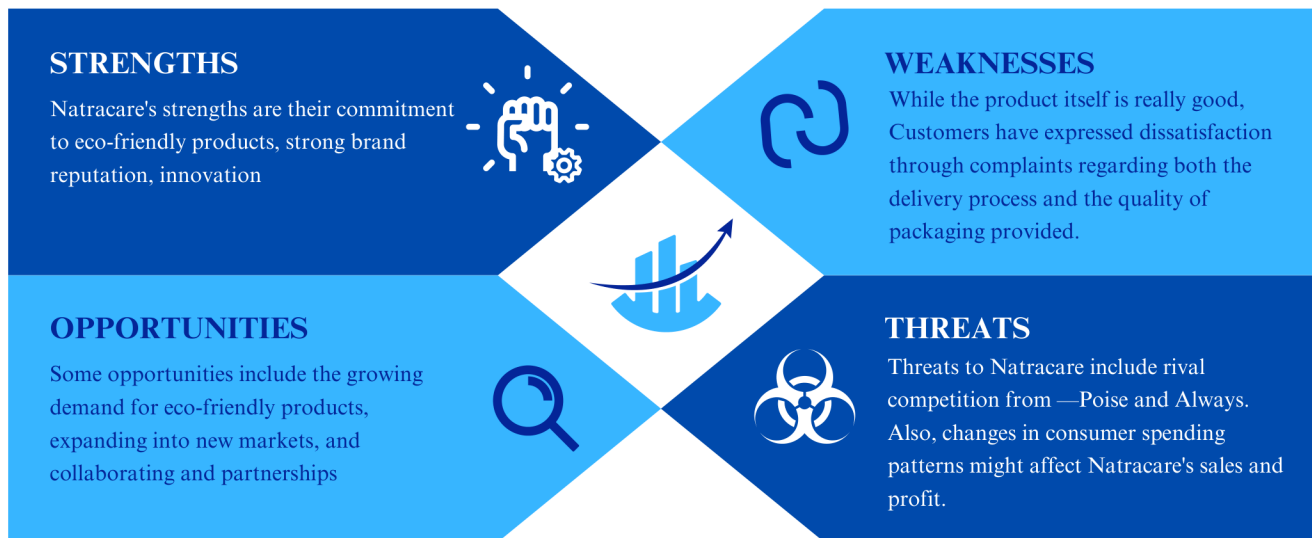 STRENGTHS
Natracare's strengths are their commitment
to eco-friendly products, strong brand
reputation, innovation
WEAKNESSES
While the product itself is really good,
Customers have expressed dissatisfaction
through complaints regarding both the
delivery process and the quality of
packaging provided.
OPPORTUNITIES
Some opportunities include the growing
demand for eco-friendly products,
expanding into new markets, and
collaborating and partnerships
THREATS
Threats to Natracare include rival
competition from —Poise and Always.
Also, changes in consumer spending
patterns might affect Natracare's sales and
profit.